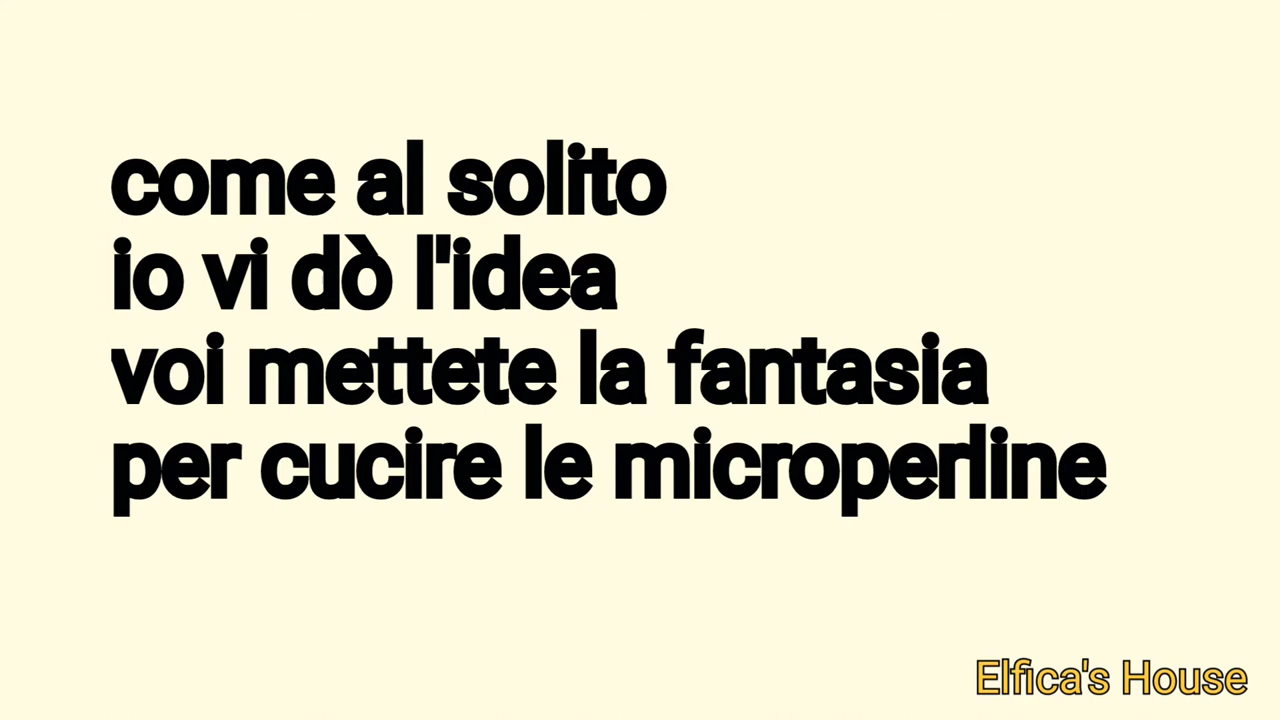 come al solito
io vi dò l'idea
voi mettete la fantasia
per cucire le microperline
Elfica's House